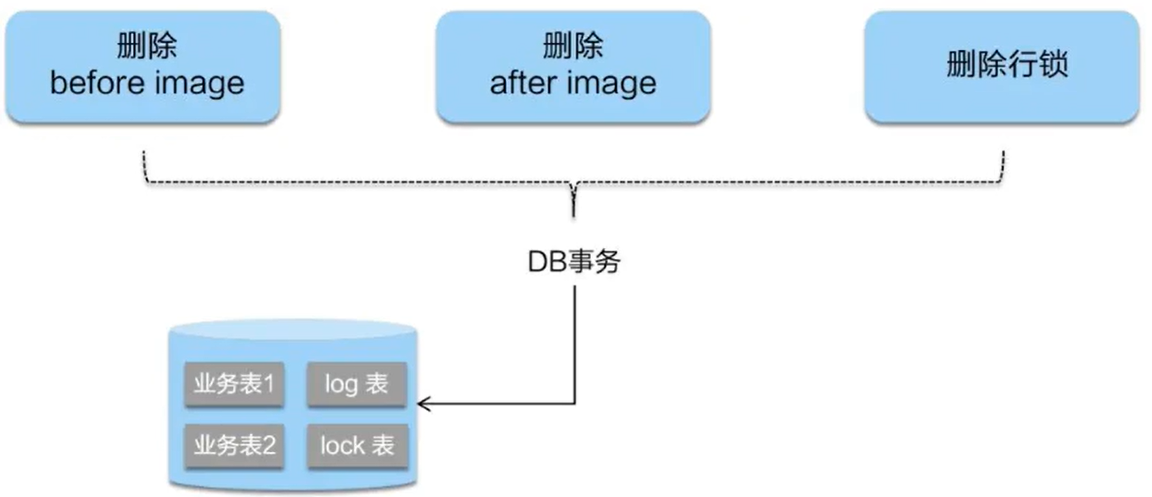 删除
before image
删除
after image
删除行锁
DB事务
业务表1
log 表
业务表2
lock 表